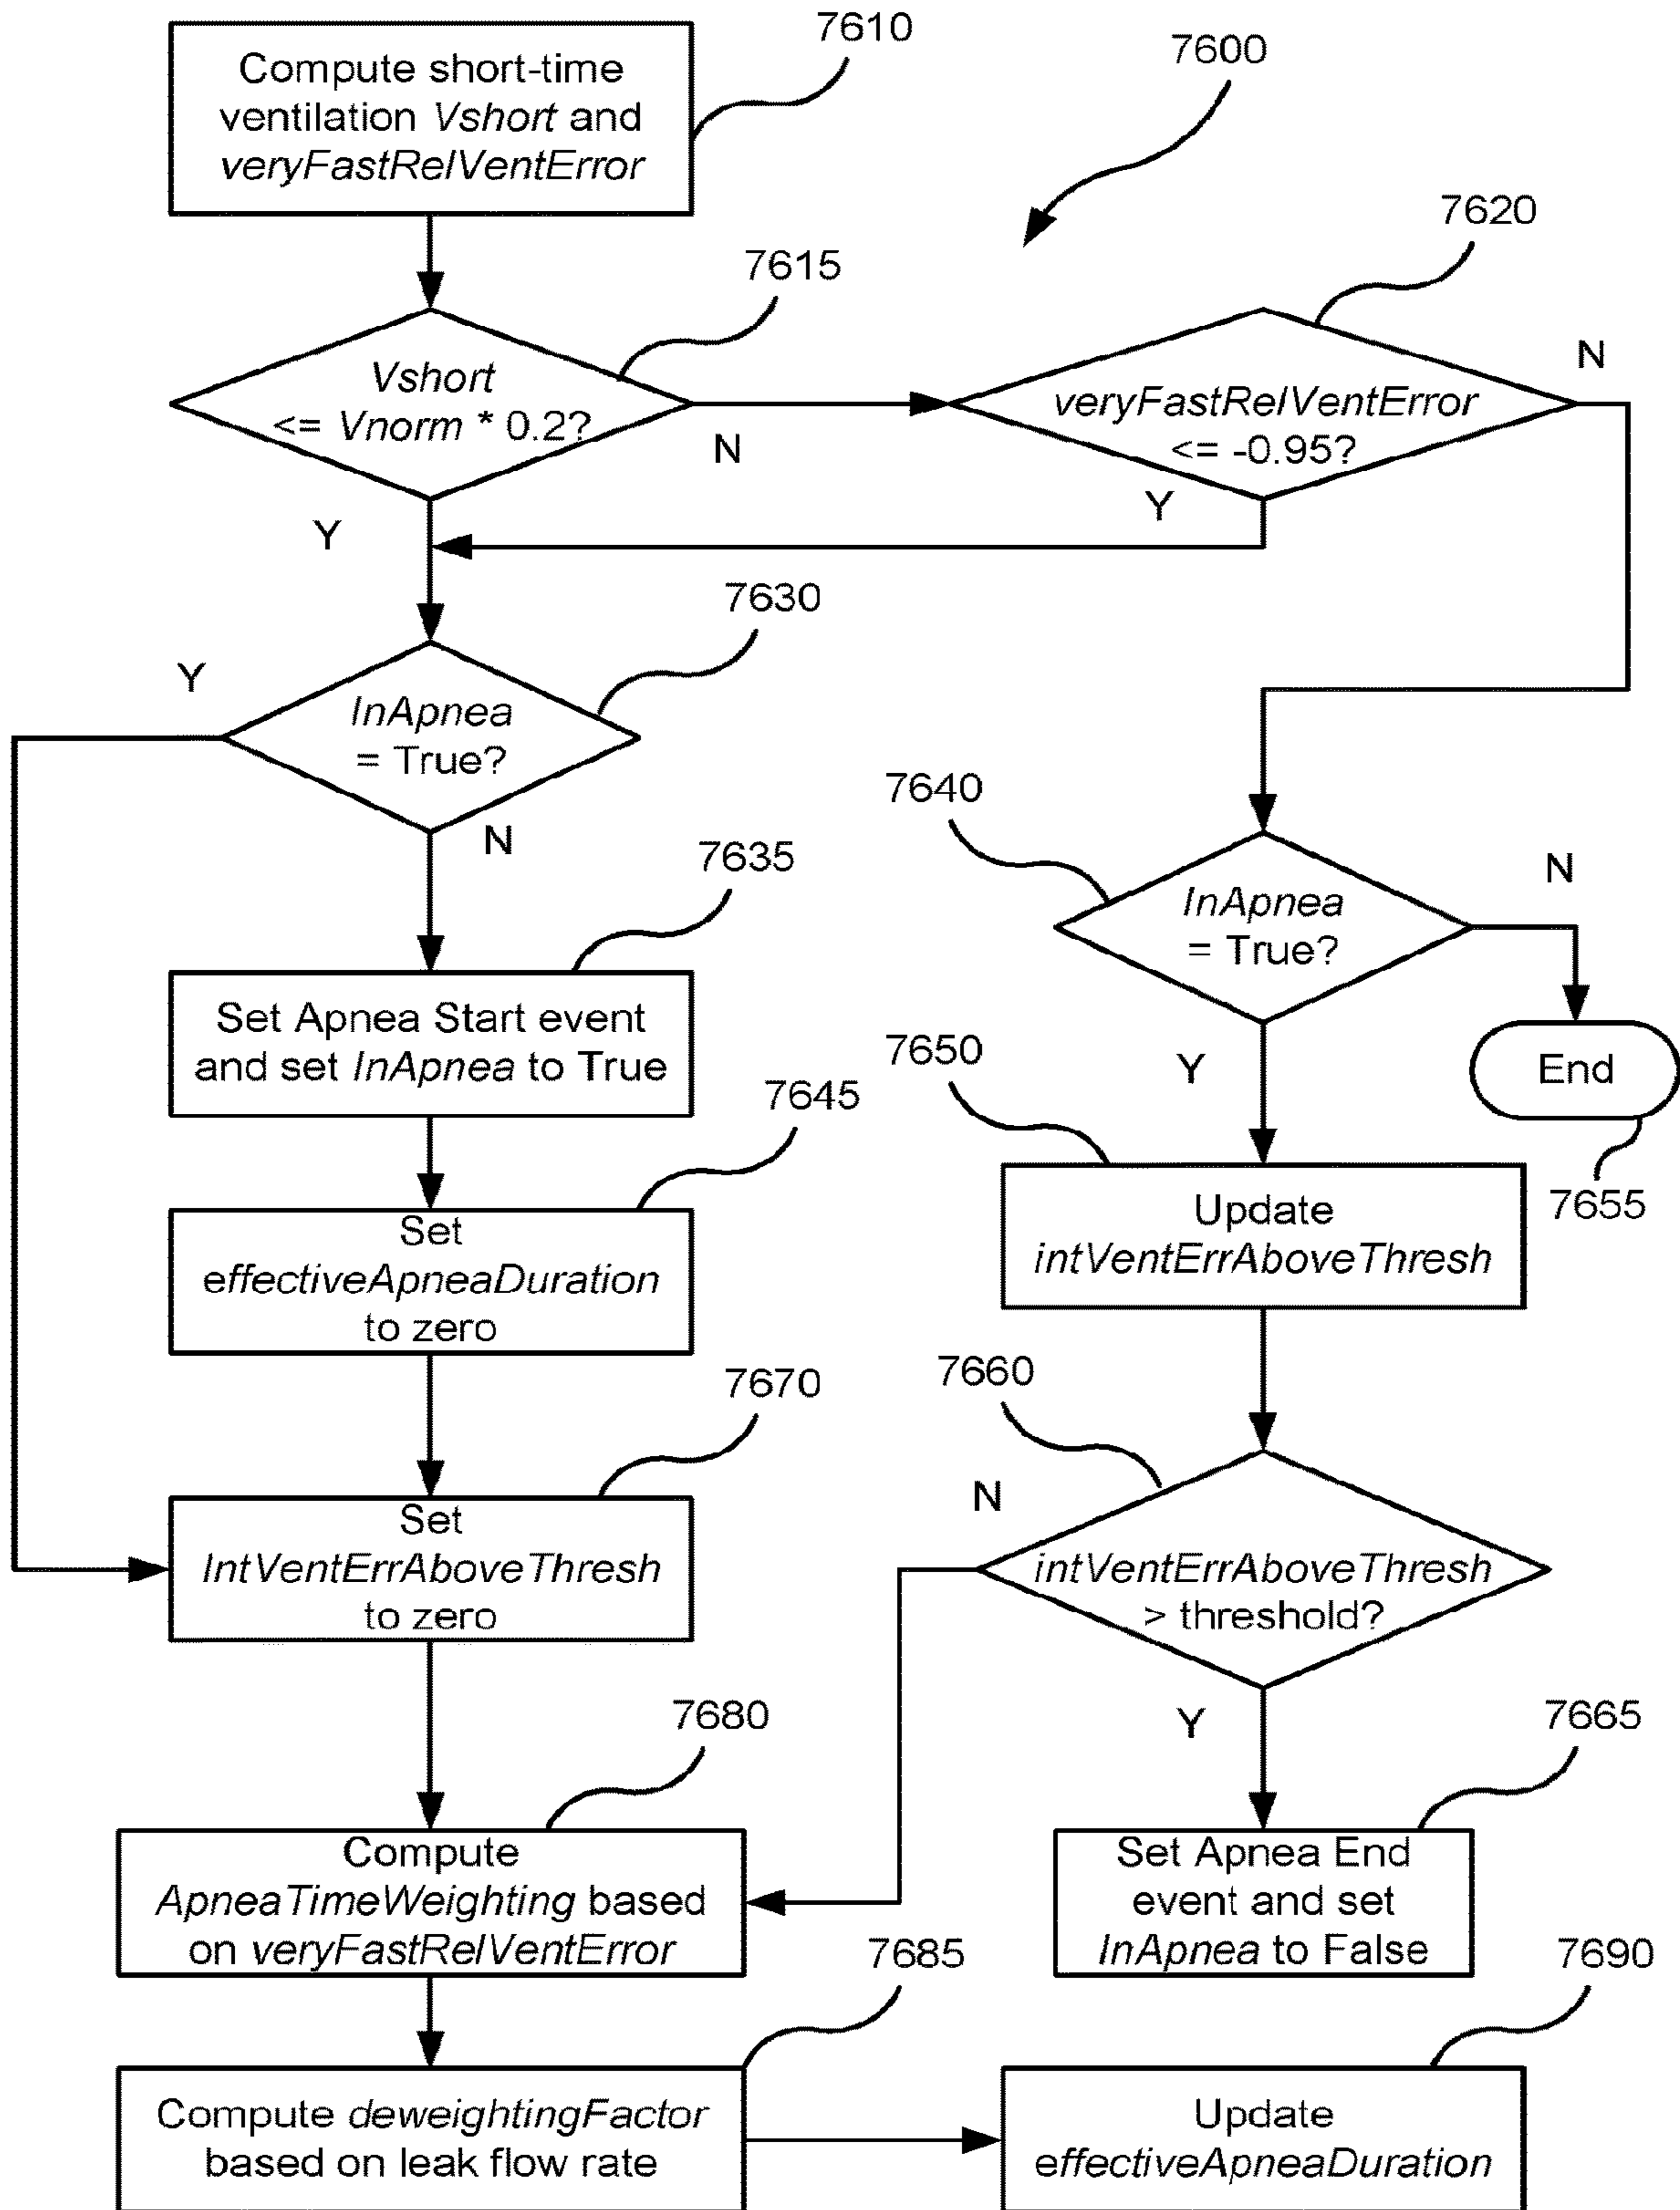 7610
7600
Compute short-time
ventilation Vshort and
veryFastRelVentError
7620
7615
N
Vshort
<= Vnorm * 0.2?
veryFastRelVentError
<= -0.95?
N
Y
Y
7630
Y
InApnea
= True?
7640
N
N
7635
InApnea
= True?
Set Apnea Start event
and set InApnea to True
7650
Y
End
7645
7655
Update
intVentErrAboveThresh
Set
effectiveApneaDuration
to zero
7660
7670
N
Set
IntVentErrAboveThresh
to zero
intVentErrAboveThresh
> threshold?
7680
Y
7665
Compute
ApneaTimeWeighting based
on veryFastRelVentError
Set Apnea End
event and set
InApnea to False
7685
7690
Compute deweightingFactor
based on leak flow rate
Update
effectiveApneaDuration